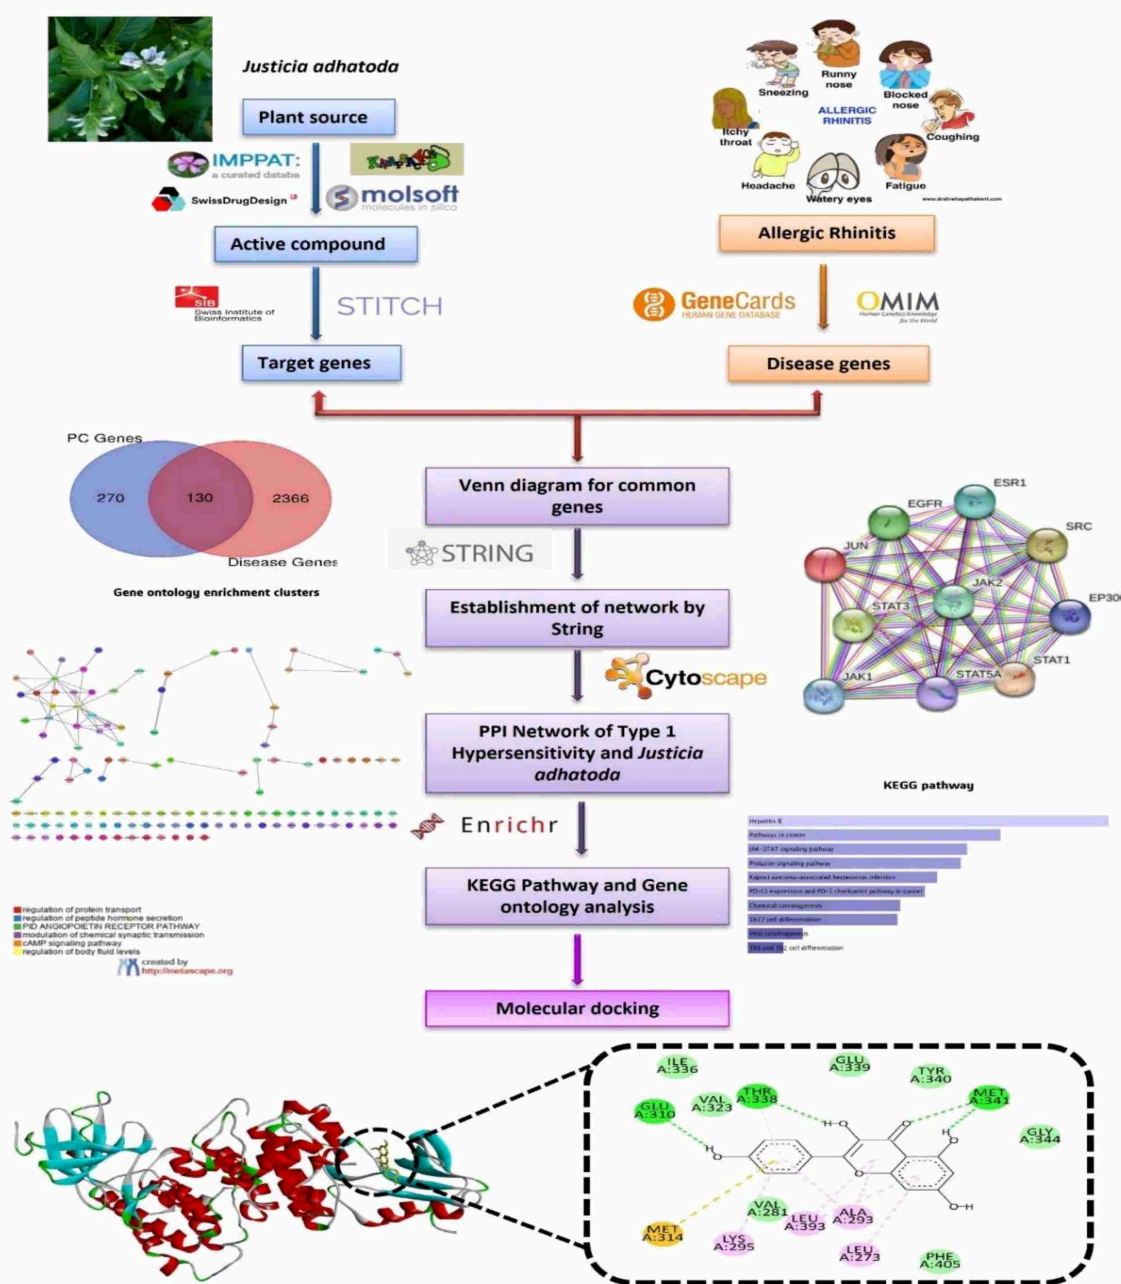 Justicia adhatoda
Plant source
IMPPAT:
a curated databa
KNApSAcK
SwissDrugDesign
molsoft
molecules in silico
Active compound
SIB
Swiss Institute of
Bioinformatics
STITCH
Target genes
Sneezing
Runny
nose
Blocked
nose
ALLERGIC
RHINITIS
Itchy
throat
Coughing
Headache
Watery eyes
Fatigue
Allergic Rhinitis
GeneCards
HUMAN GENE DATABASE
OMIM
Human Genetics Knowledge
for the World
Disease genes
PC Genes
270
130
2366
Disease Genes
Gene ontology enrichment clusters
Venn diagram for common
genes
STRING
Establishment of network by
String
Cytoscape
PPI Network of Type 1
Hypersensitivity and Justicia
adhatoda
Enrichr
KEGG Pathway and Gene
ontology analysis
Molecular docking
ESR1
EGFR
SRC
JUN
JAK2
STAT3
EP300
STAT1
JAK1
STAT5A
KEGG pathway
Hepatitis B
Pathways in cancer
JAK-STAT signaling pathway
Prolactin signaling pathway
Kaposi sarcoma-associated herpesvirus infection
PD-L1 expression and PD-1 checkpoint pathway in cancer
Chemical carcinogenesis
Th17 cell differentiation
Viral carcinogenesis
Th1 and Th2 cell differentiation
regulation of protein transport
regulation of peptide hormone secretion
PID ANGIOPOIETIN RECEPTOR PATHWAY
modulation of chemical synaptic transmission
cAMP signaling pathway
regulation of body fluid levels
created by
http://metascape.org
ILE
A:336
GLU
A:339
TYR
A:340
GLU
A:310
VAL
A:323
THR
A:338
MET
A:341
GLY
A:344
H O
O
H
O
H
O
O
O-H
MET
A:314
LYS
A:295
VAL
A:281
LEU
A:393
ALA
A:293
LEU
A:273
PHE
A:405